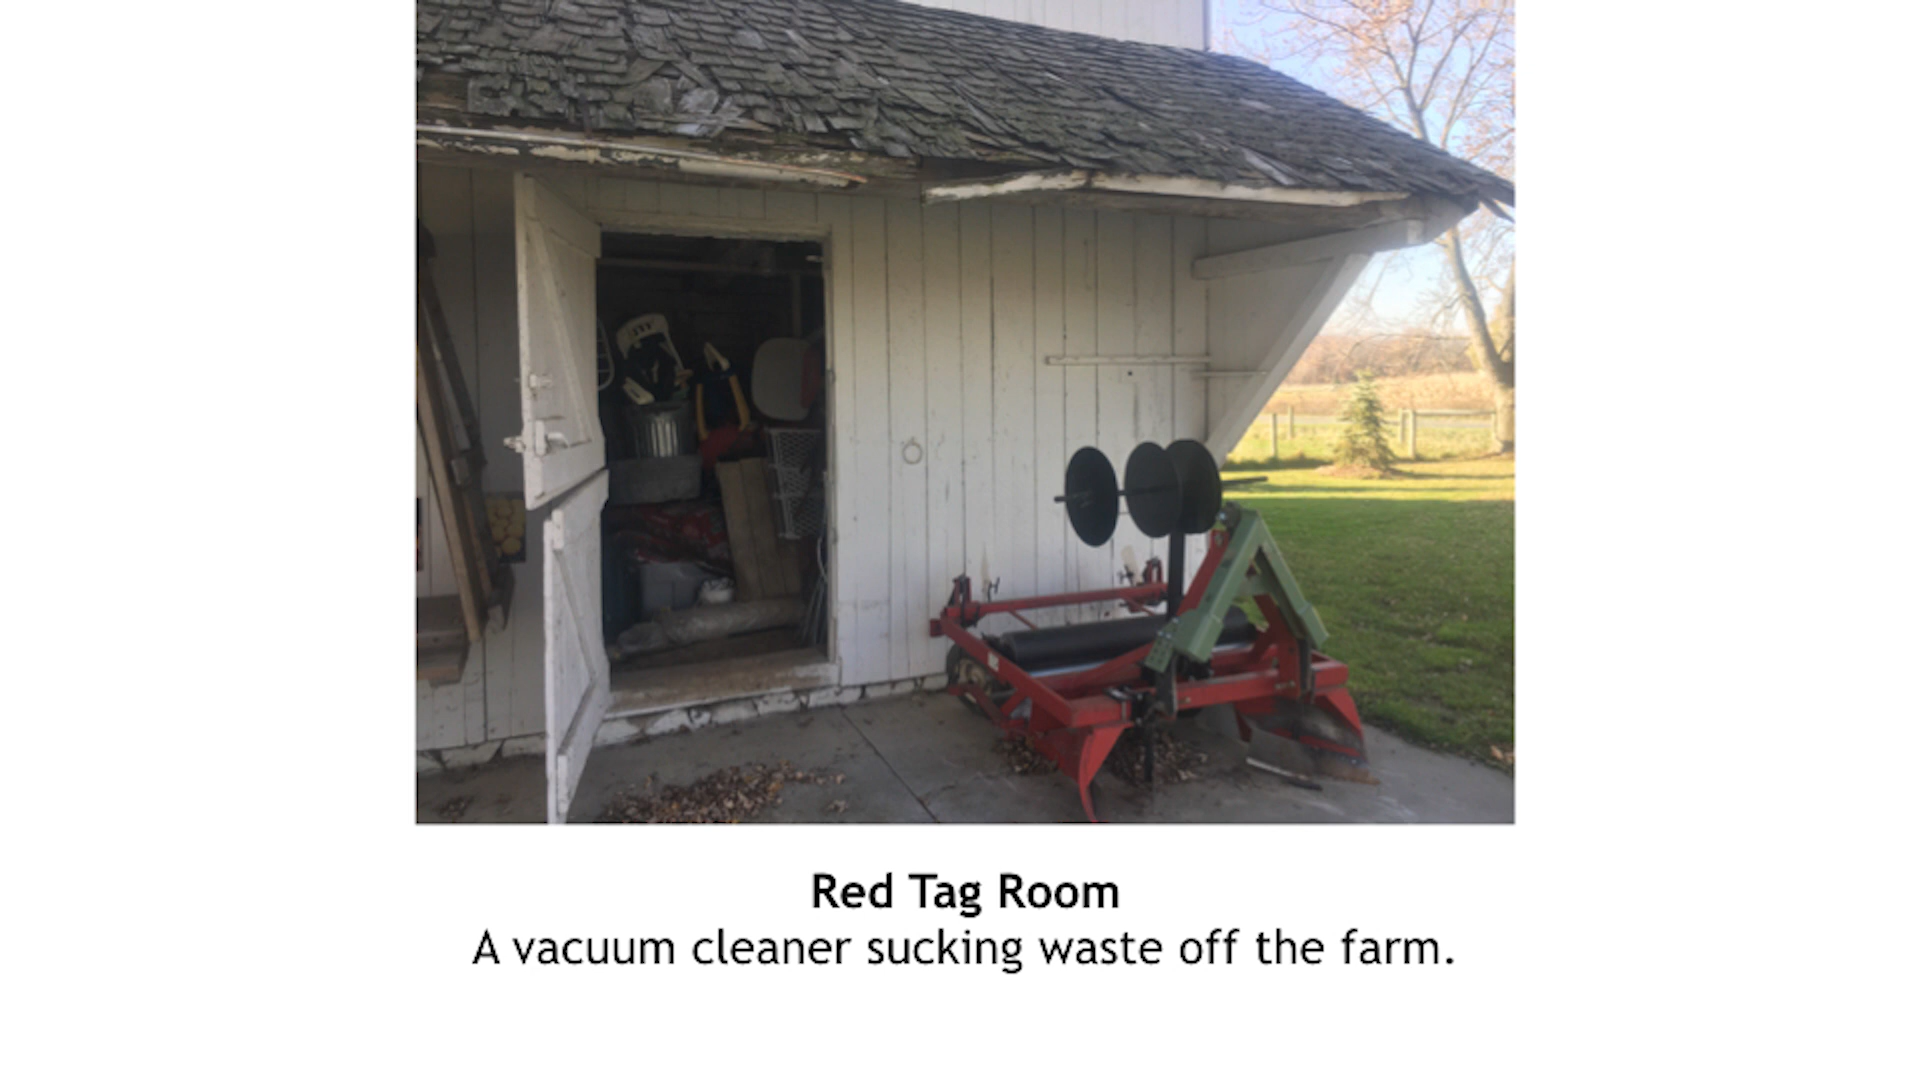 Red Tag Room
A vacuum cleaner sucking waste off the farm.